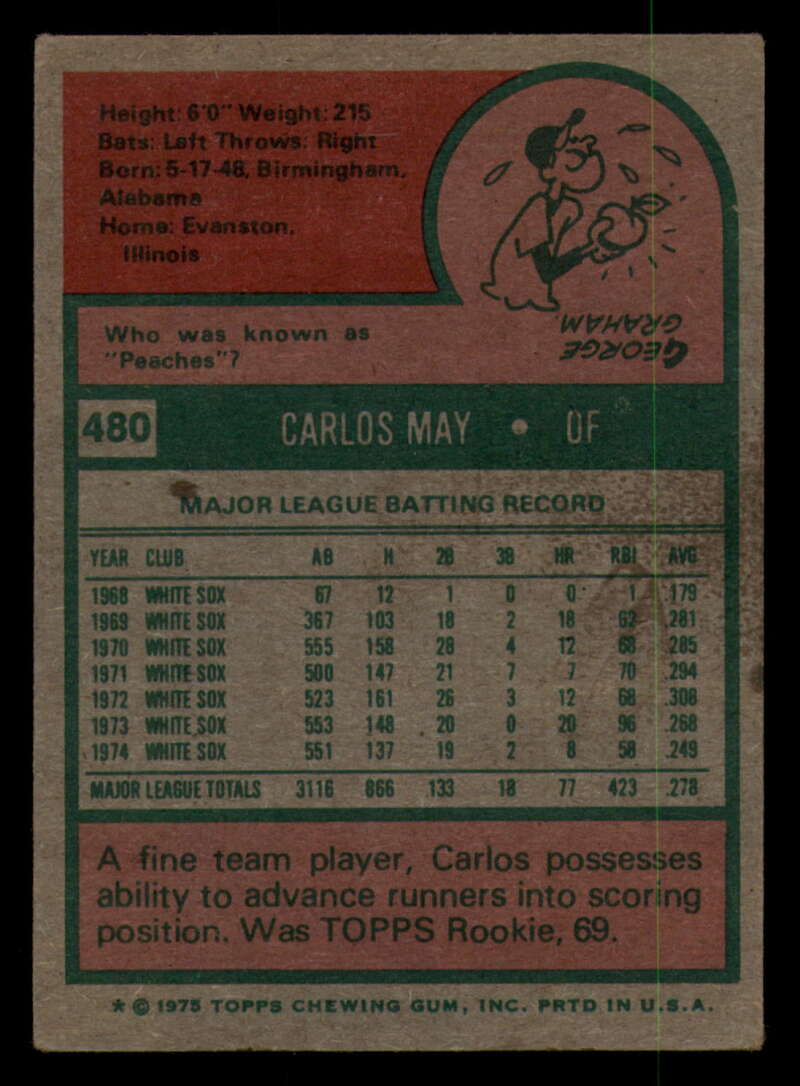 Height: 6'0" Weight: 215
Bats: Left Throws: Right
Born: 5-17-48, Birmingham,
Alabama
Home: Evanston,
Illinois
Who was known as
"Peaches"?
GEORGE
GRAHAM.
480 CARLOS MAY • OF
MAJOR LEAGUE BATTING RECORD
YEAR CLUB AB H 2B 3B HR RBI AVG
1968 WHITE SOX 67 12 1 0 0 1 .179
1969 WHITE SOX 367 103 18 2 18 62 .281
1970 WHITE SOX 555 158 28 4 12 68 .285
1971 WHITE SOX 500 147 21 7 7 70 .294
1972 WHITE SOX 523 161 26 3 12 68 .308
1973 WHITE SOX 553 148 20 0 20 96 .268
1974 WHITE SOX 551 137 19 2 8 58 .249
MAJOR LEAGUE TOTALS 3116 866 133 18 77 423 .278
A fine team player, Carlos possesses
ability to advance runners into scoring
position. Was TOPPS Rookie, 69.
* © 1975 TOPPS CHEWING GUM, INC. PRTD IN U.S.A.